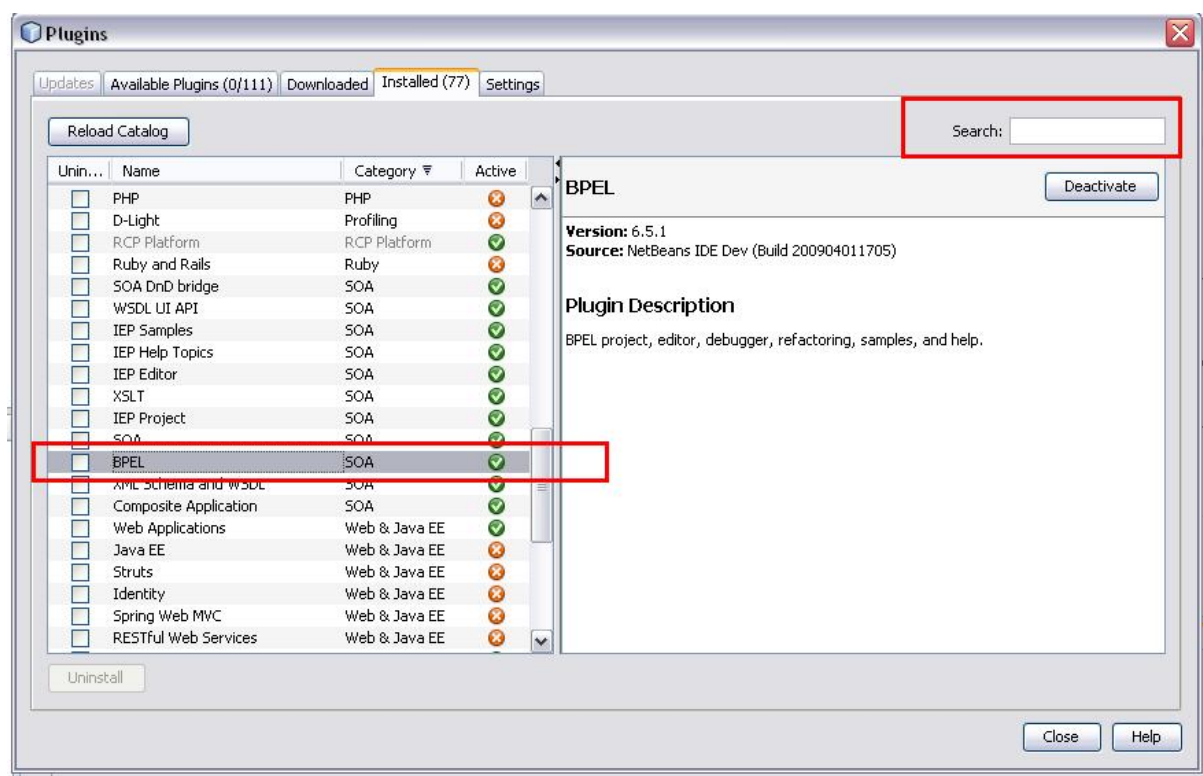 Plugins
Updates Available Plugins (0/111) Downloaded Installed (77) Settings
Reload Catalog Search:
Unin... Name Category Active
PHP PHP
D-Light Profiling
RCP Platform RCP Platform
Ruby and Rails Ruby
SOA DnD bridge SOA
WSDL UI API SOA
IEP Samples SOA
IEP Help Topics SOA
IEP Editor SOA
XSLT SOA
IEP Project SOA
SOA SOA
BPEL SOA
XML Schema and WSDL SOA
Composite Application SOA
Web Applications Web & Java EE
Java EE Web & Java EE
Struts Web & Java EE
Identity Web & Java EE
Spring Web MVC Web & Java EE
RESTful Web Services Web & Java EE
BPEL Deactivate
Version: 6.5.1
Source: NetBeans IDE Dev (Build 200904011705)
Plugin Description
BPEL project, editor, debugger, refactoring, samples, and help.
Uninstall
Close Help